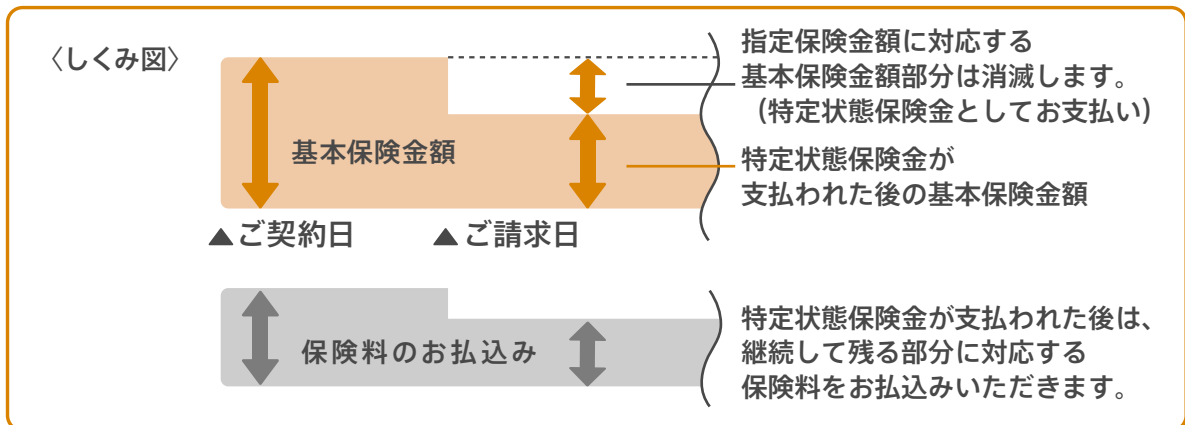 〈しくみ図〉
指定保険金額に対応する
基本保険金額部分は消滅します。
（特定状態保険金としてお支払い）
基本保険金額
特定状態保険金が
支払われた後の基本保険金額
▲ご契約日
▲ご請求日
保険料のお払込み
特定状態保険金が支払われた後は、
継続して残る部分に対応する
保険料をお払込みいただきます。